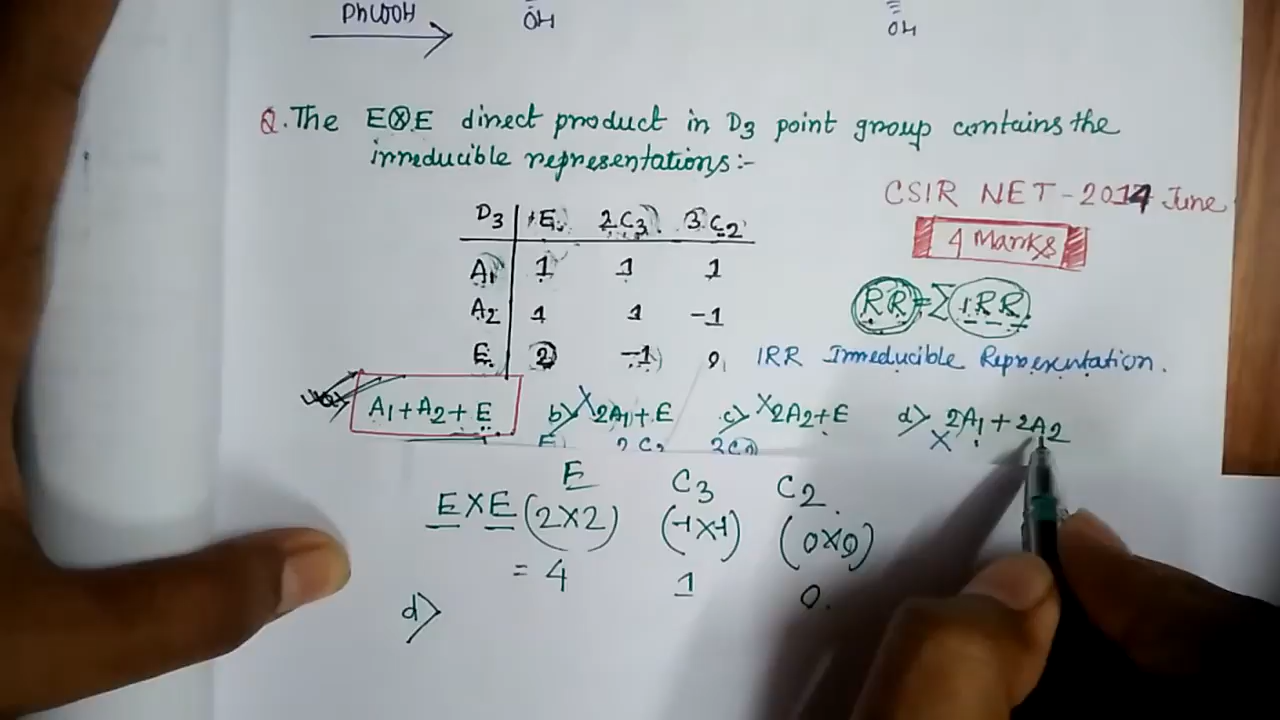 PhCOOH
OH
OH
Q. The E⊗E direct product in D3 point group contains the
irreducible representations:-
CSIR NET-2014 June
4 Marks
D3 | 1E 2C3 3C2
A1 1 1 1
A2 1 1 -1
E 2 -1 0
RR = Σ IRR
IRR Irreducible Representation.
A1+A2+E b> X 2A1+E c> X 2A2+E d> X 2A1+2A2
E 2C3
E C3 C2
E×E (2×2) (-1×-1) (0×0)
= 4 1 0.
d>